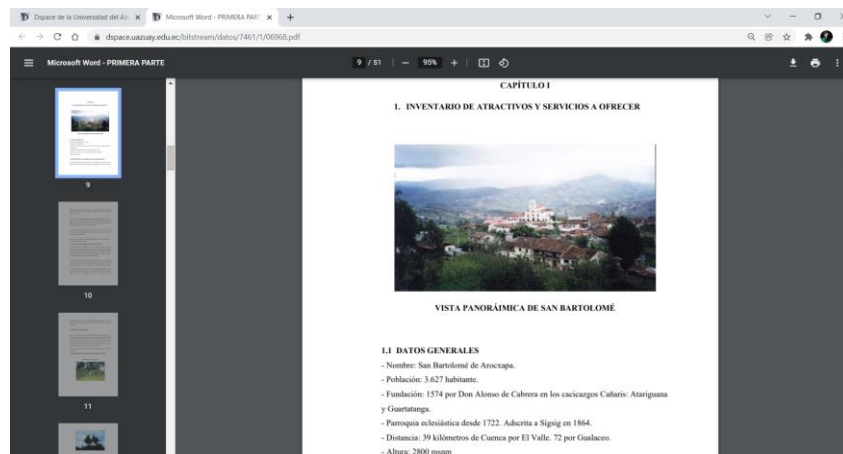 Dspace de la Universidad del Az
Microsoft Word - PRIMERA PAR
dspace.uazuay.edu.ec/bitstream/datos/7461/1/06968.pdf
Microsoft Word - PRIMERA PARTE
9 / 51
95%
9
10
11
CAPÍTULO I
1. INVENTARIO DE ATRACTIVOS Y SERVICIOS A OFRECER
VISTA PANORÁIMICA DE SAN BARTOLOMÉ
1.1 DATOS GENERALES
- Nombre: San Bartolomé de Arocxapa.
- Población: 3.627 habitante.
- Fundación: 1574 por Don Alonso de Cabrera en los cacicazgos Cañaris: Atariguana
y Guartatanga.
- Parroquia eclesiástica desde 1722. Adscrita a Sigsig en 1864.
- Distancia: 39 kilómetros de Cuenca por El Valle. 72 por Gualaceo.
- Altura: 2800 msnm